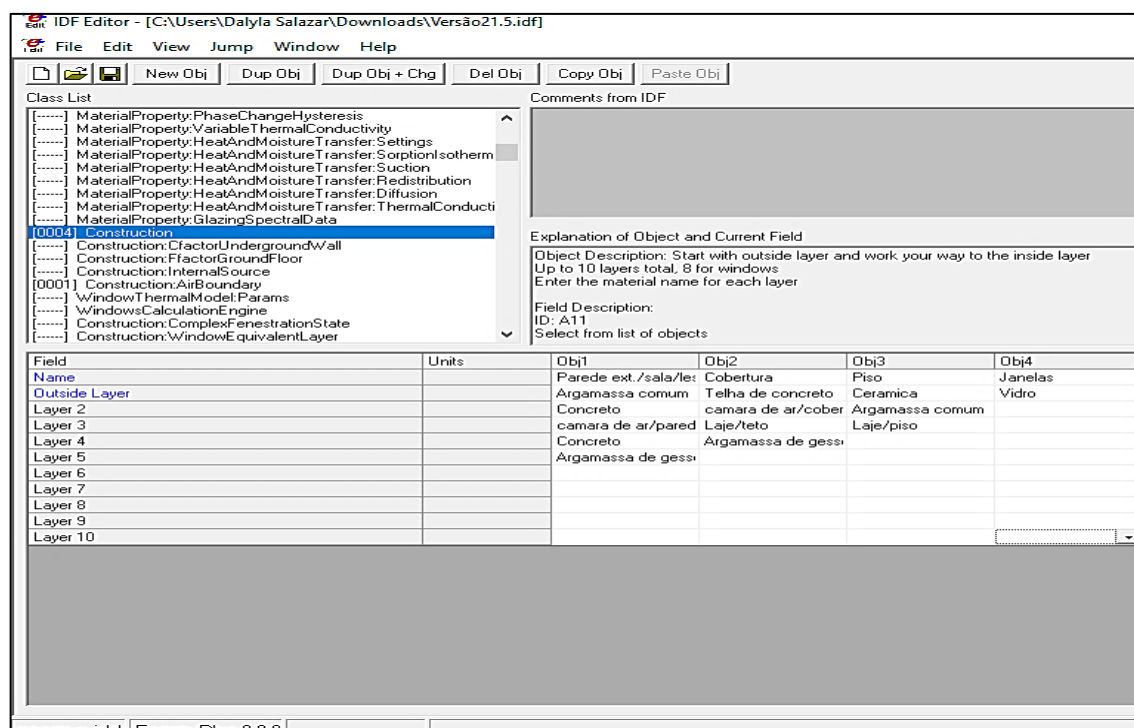 IDF Editor - [C:\Users\Dalyla Salazar\Downloads\Versão21.5.idf]
File Edit View Jump Window Help
New Obj Dup Obj Dup Obj + Chg Del Obj Copy Obj Paste Obj
Class List
[------] MaterialProperty:PhaseChangeHysteresis
[------] MaterialProperty:VariableThermalConductivity
[------] MaterialProperty:HeatAndMoistureTransfer:Settings
[------] MaterialProperty:HeatAndMoistureTransfer:SorptionIsotherm
[------] MaterialProperty:HeatAndMoistureTransfer:Suction
[------] MaterialProperty:HeatAndMoistureTransfer:Redistribution
[------] MaterialProperty:HeatAndMoistureTransfer:Diffusion
[------] MaterialProperty:HeatAndMoistureTransfer:ThermalConducti
[------] MaterialProperty:GlazingSpectralData
[0004] Construction
[------] Construction:CfactorUndergroundWall
[------] Construction:FfactorGroundFloor
[------] Construction:InternalSource
[0001] Construction:AirBoundary
[------] WindowThermalModel:Params
[------] WindowsCalculationEngine
[------] Construction:ComplexFenestrationState
[------] Construction:WindowEquivalentLayer
Comments from IDF
Explanation of Object and Current Field
Object Description: Start with outside layer and work your way to the inside layer
Up to 10 layers total, 8 for windows
Enter the material name for each layer
Field Description:
ID: A11
Select from list of objects
Field Units Obj1 Obj2 Obj3 Obj4
Name Parede ext./sala/les Cobertura Piso Janelas
Outside Layer Argamassa comum Telha de concreto Ceramica Vidro
Layer 2 Concreto camara de ar/cober Argamassa comum
Layer 3 camara de ar/pared Laje/teto Laje/piso
Layer 4 Concreto Argamassa de gess
Layer 5 Argamassa de gess
Layer 6
Layer 7
Layer 8
Layer 9
Layer 10